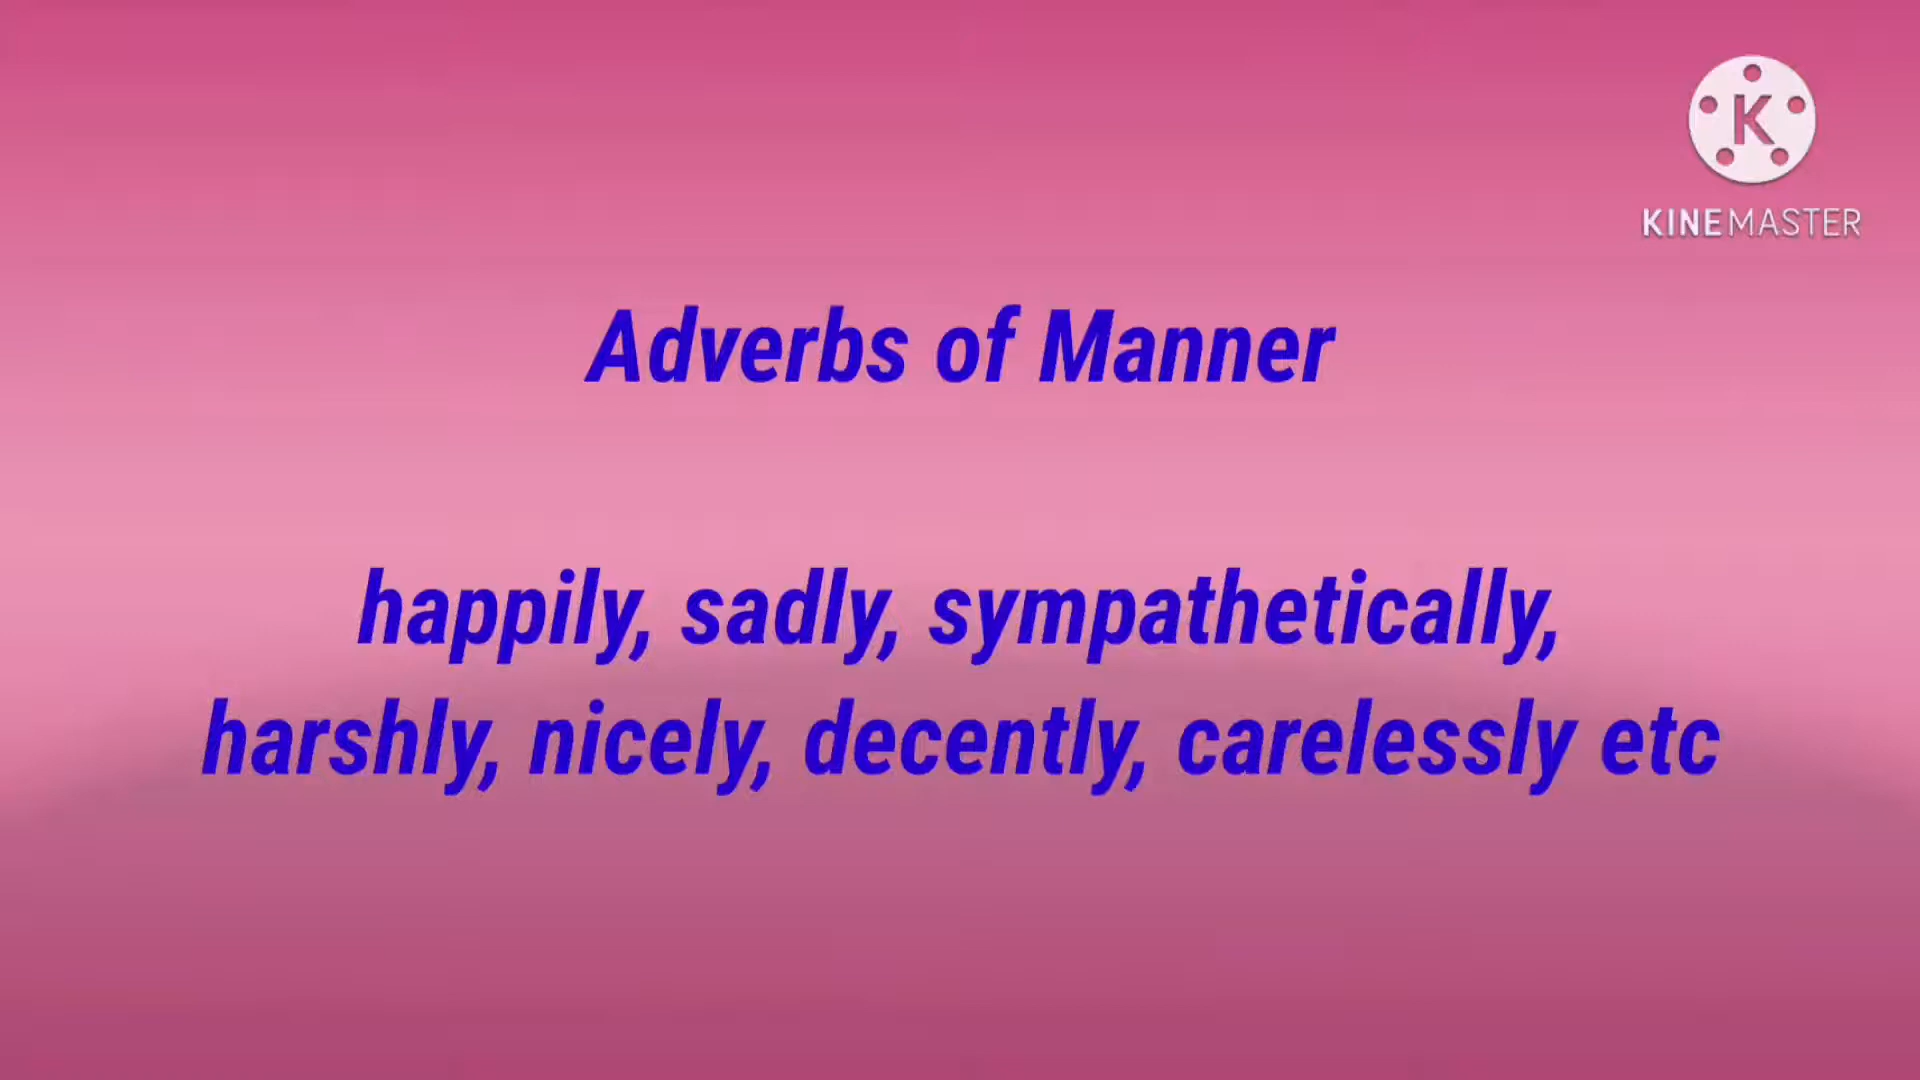 K
KINEMASTER
Adverbs of Manner
happily, sadly, sympathetically,
harshly, nicely, decently, carelessly etc